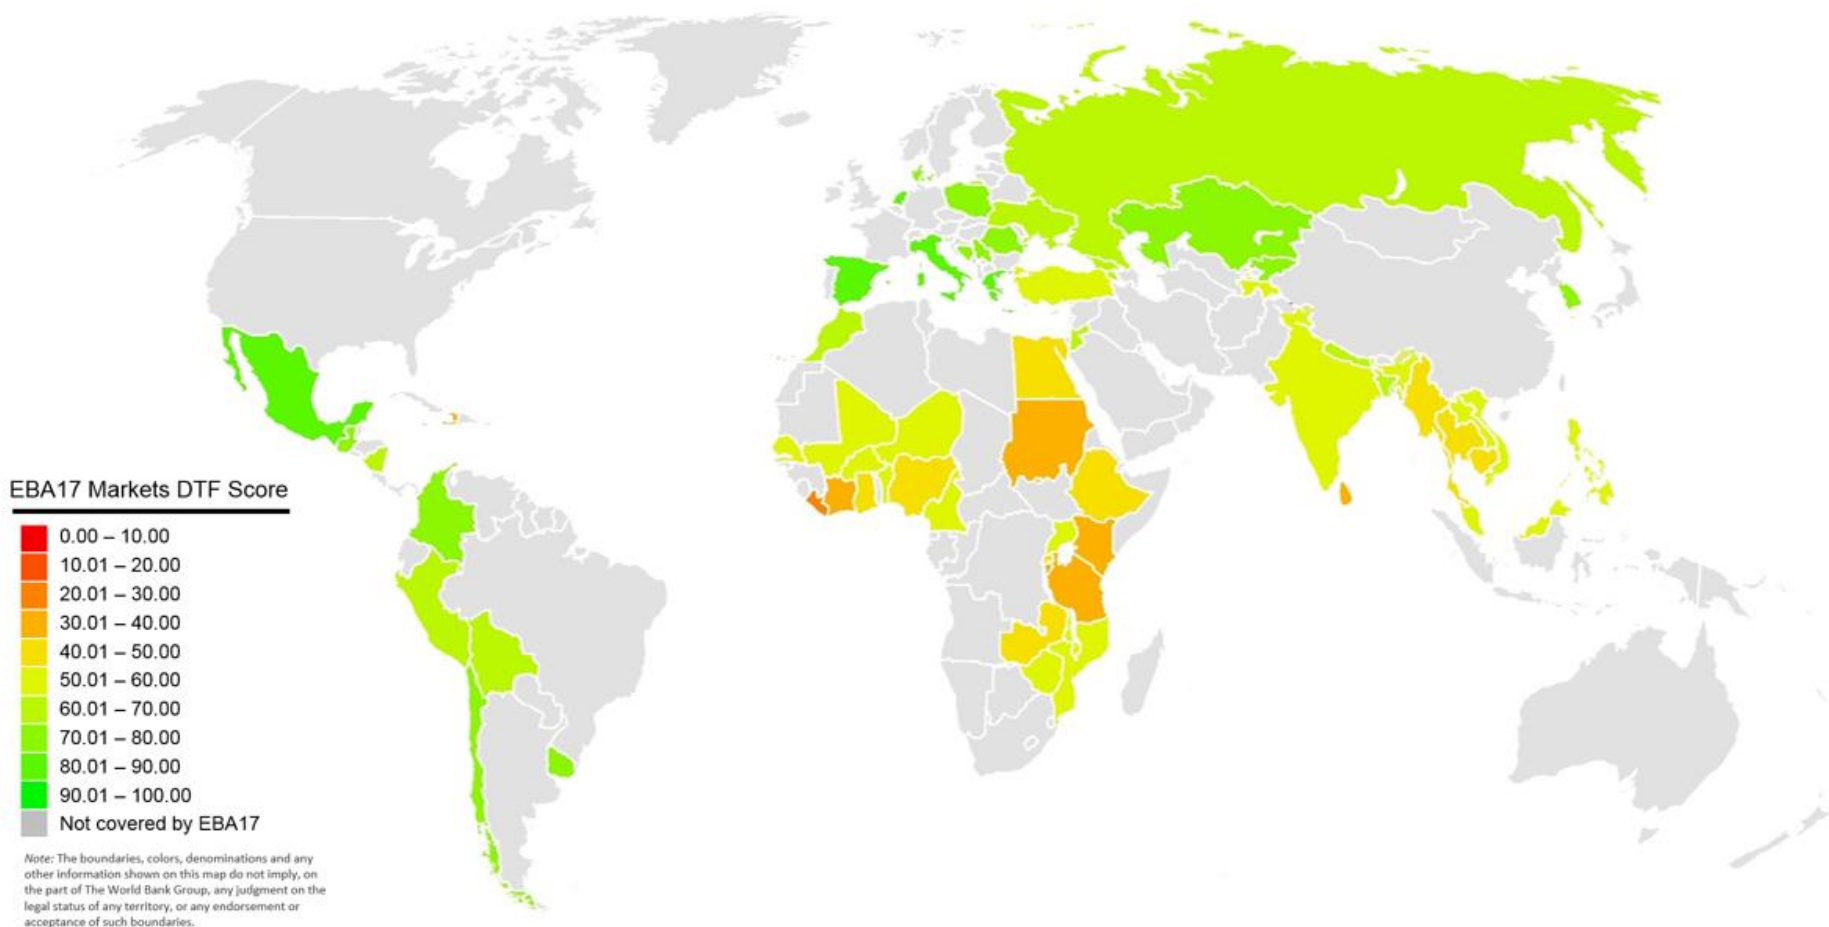 EBA17 Markets DTF Score
0.00 – 10.00
10.01 – 20.00
20.01 – 30.00
30.01 – 40.00
40.01 – 50.00
50.01 – 60.00
60.01 – 70.00
70.01 – 80.00
80.01 – 90.00
90.01 – 100.00
Not covered by EBA17
Note: The boundaries, colors, denominations and any
other information shown on this map do not imply, on
the part of The World Bank Group, any judgment on the
legal status of any territory, or any endorsement or
acceptance of such boundaries.